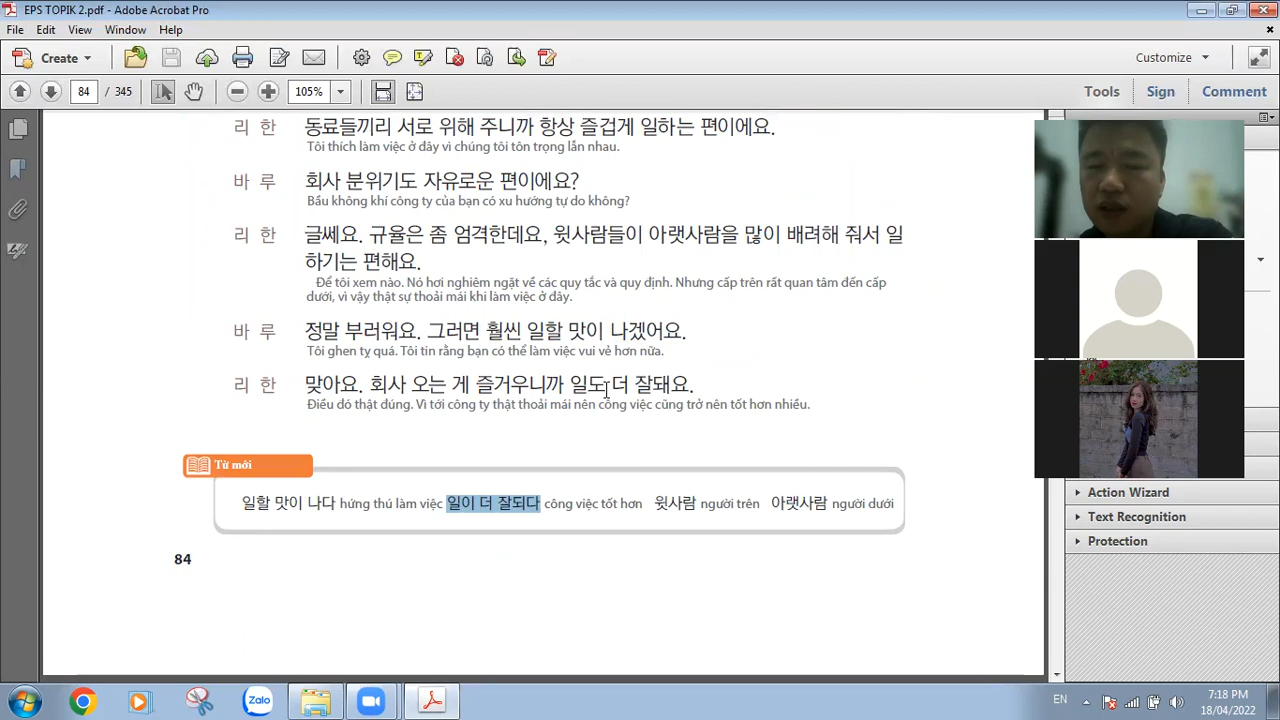 EPS TOPIK 2.pdf - Adobe Acrobat Pro
File Edit View Window Help
Create Customize
84 / 345 105% Tools Sign Comment
리 한 동료들끼리 서로 위해 주니까 항상 즐겁게 일하는 편이에요.
Tôi thích làm việc ở đây vì chúng tôi tôn trọng lẫn nhau.
바 루 회사 분위기도 자유로운 편이에요?
Bầu không khí công ty của bạn có xu hướng tự do không?
리 한 글쎄요. 규율은 좀 엄격한데요, 윗사람들이 아랫사람을 많이 배려해 줘서 일
하기는 편해요.
Để tôi xem nào. Nó hơi nghiêm ngặt về các quy tắc và quy định. Nhưng cấp trên rất quan tâm đến cấp
dưới, vì vậy thật sự thoải mái khi làm việc ở đây.
바 루 정말 부러워요. 그러면 훨씬 일할 맛이 나겠어요.
Tôi ghen tỵ quá. Tôi tin rằng bạn có thể làm việc vui vẻ hơn nữa.
리 한 맞아요. 회사 오는 게 즐거우니까 일도 더 잘돼요.
Điều đó thật đúng. Vì tới công ty thật thoải mái nên công việc cũng trở nên tốt hơn nhiều.
Từ mới
일할 맛이 나다 hứng thú làm việc 일이 더 잘되다 công việc tốt hơn 윗사람 người trên 아랫사람 người dưới
84
Action Wizard
Text Recognition
Protection
Zalo
EN
7:18 PM
18/04/2022